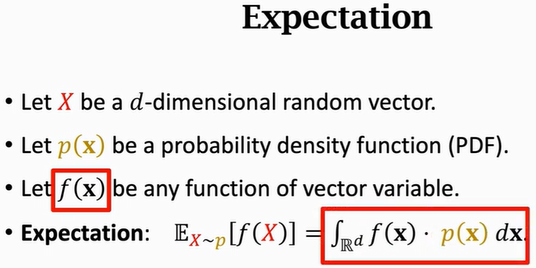 Expectation
• Let X be a d-dimensional random vector.
• Let p(x) be a probability density function (PDF).
• Let f(x) be any function of vector variable.
• Expectation: 𝔼_{X~p}[f(X)] = ∫_{ℝ^d} f(x) · p(x) dx.